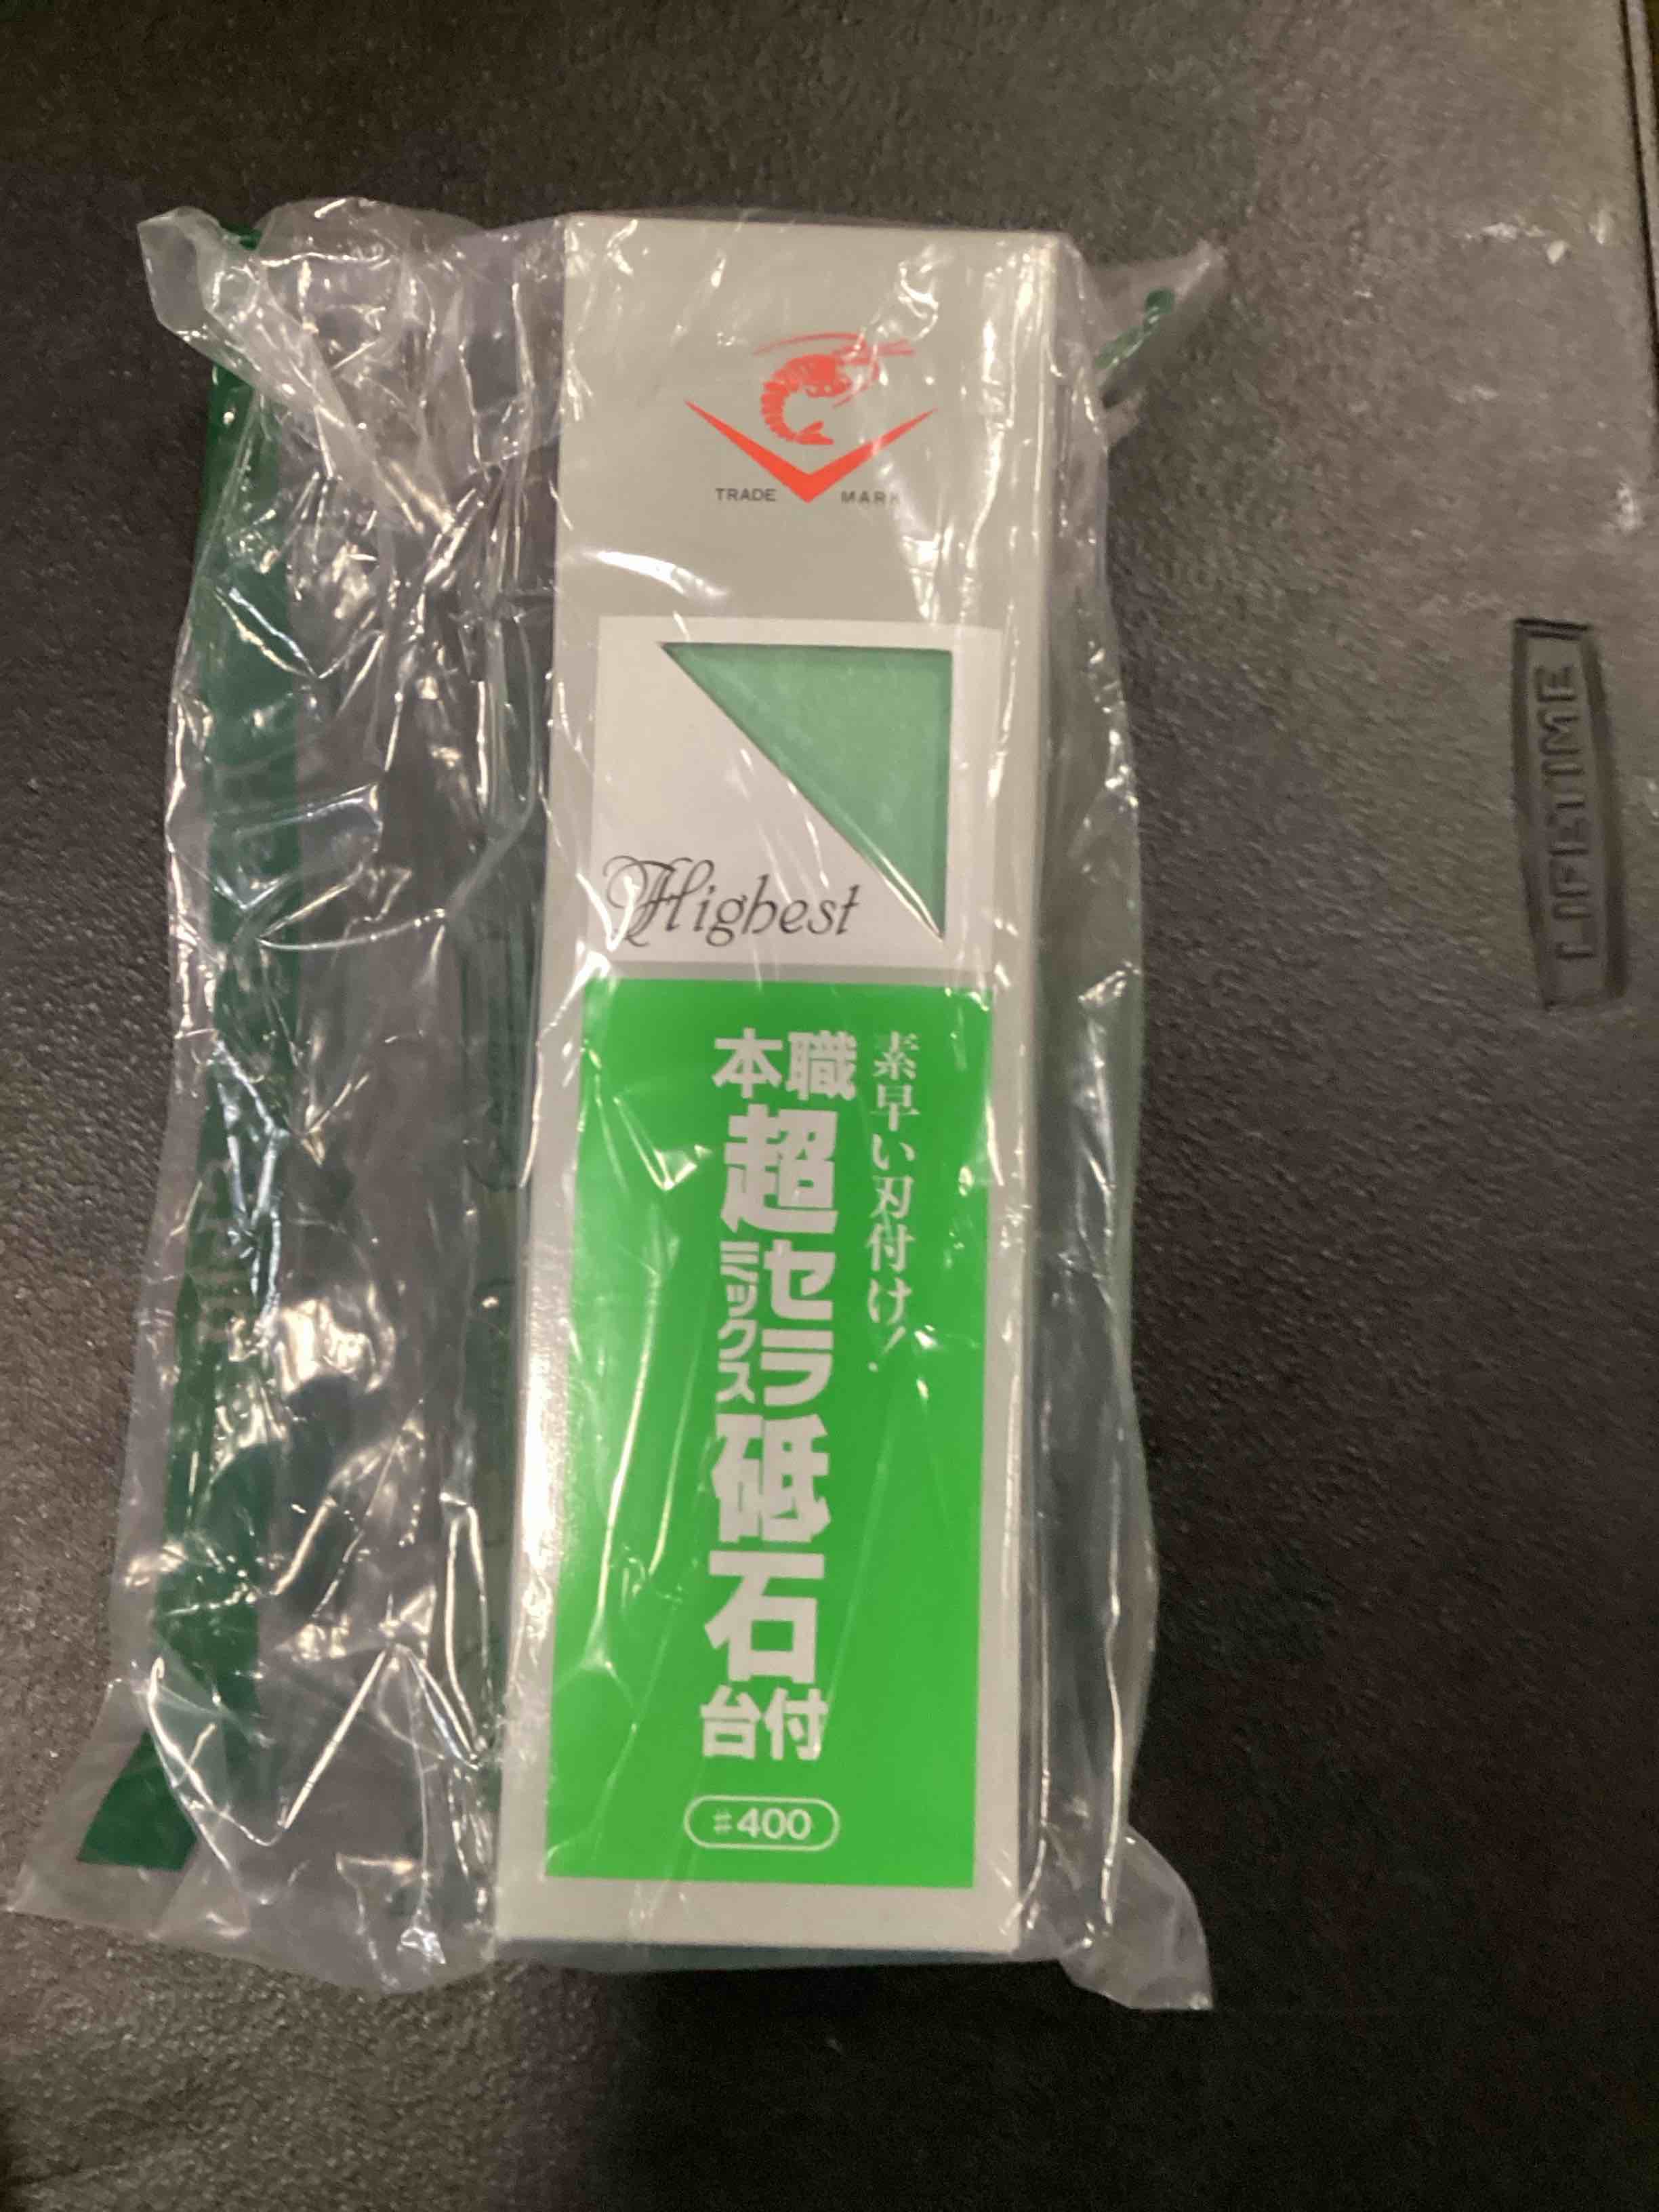 TRADE MARK
Highest
素早い刃付け!
本職
超セラミックス砥石
台付
#400
LIFETIME